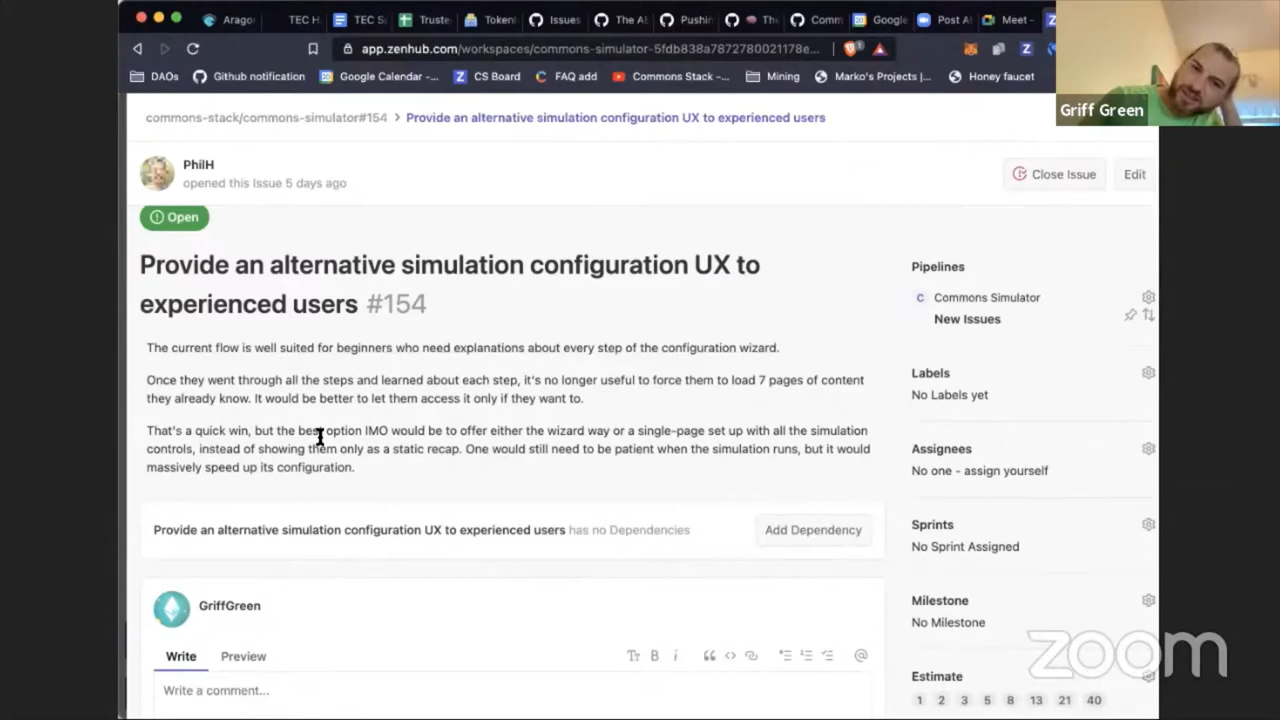 Arago
TEC H.
TEC S
Truste
Token
Issues
The A
Pushin
The
Comm
Google
Post A
Meet -
app.zenhub.com/workspaces/commons-simulator-5fdb838a7872780021178e...
DAOs
Github notification
Google Calendar -...
CS Board
FAQ add
Commons Stack -...
Mining
Marko's Projects |...
Honey faucet
Griff Green
commons-stack/commons-simulator#154 > Provide an alternative simulation configuration UX to experienced users
PhilH
opened this Issue 5 days ago
Close Issue
Edit
Open
Provide an alternative simulation configuration UX to
experienced users #154
The current flow is well suited for beginners who need explanations about every step of the configuration wizard.
Once they went through all the steps and learned about each step, it's no longer useful to force them to load 7 pages of content
they already know. It would be better to let them access it only if they want to.
That's a quick win, but the best option IMO would be to offer either the wizard way or a single-page set up with all the simulation
controls, instead of showing them only as a static recap. One would still need to be patient when the simulation runs, but it would
massively speed up its configuration.
Provide an alternative simulation configuration UX to experienced users has no Dependencies
Add Dependency
GriffGreen
Write
Preview
Write a comment...
Pipelines
C Commons Simulator
New Issues
Labels
No Labels yet
Assignees
No one - assign yourself
Sprints
No Sprint Assigned
Milestone
No Milestone
Estimate
1 2 3 5 8 13 21 40
zoom